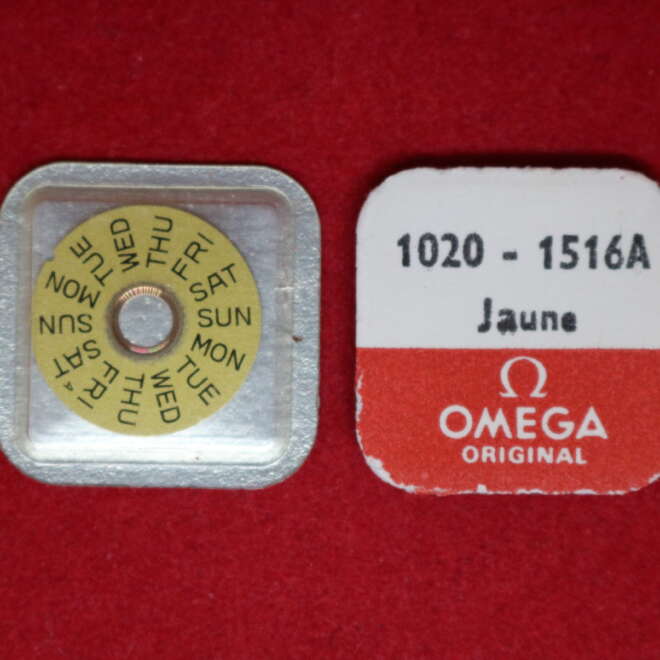 WED
THU
FRI
SAT
SUN
MON
TUE
WED
THU
FRI
SAT
SUN
MON
TUE
1020 - 1516A
Jaune
Ω
OMEGA
ORIGINAL